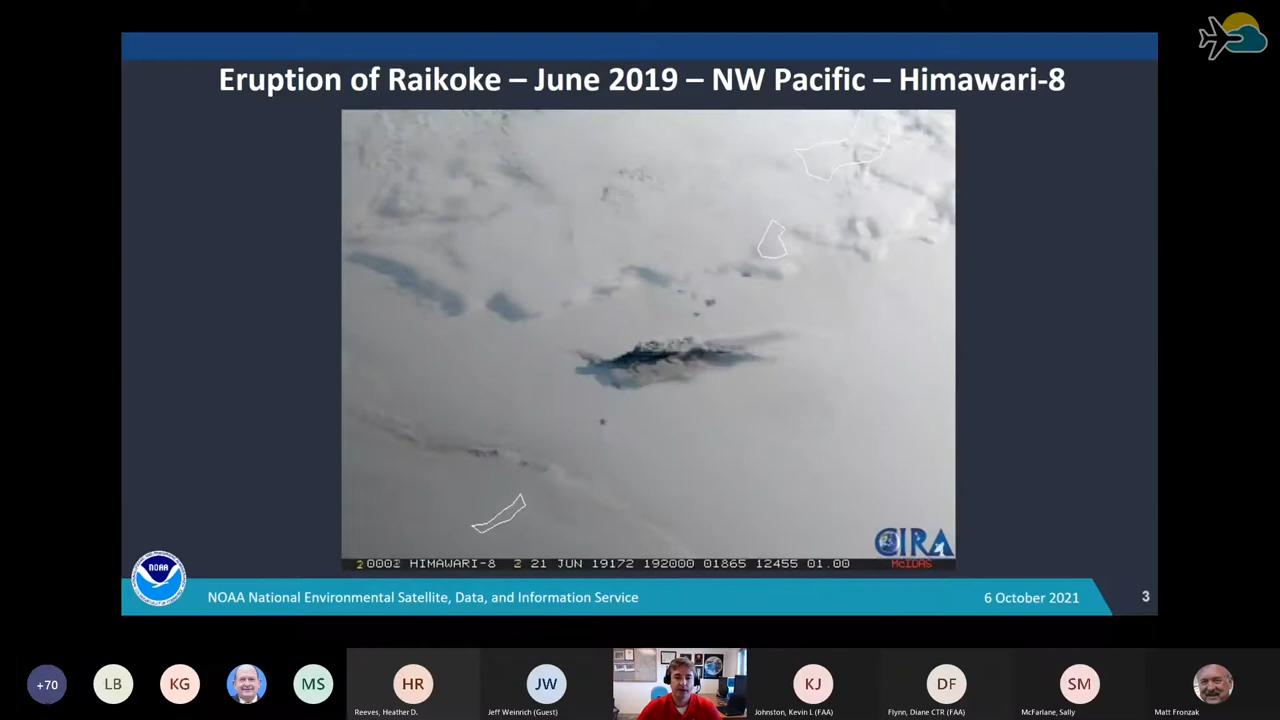 Eruption of Raikoke – June 2019 – NW Pacific – Himawari-8
CIRA
20002 HIMAWARI-8 2 21 JUN 19172 192000 01865 12455 01.00
McIDAS
NOAA
NOAA National Environmental Satellite, Data, and Information Service
6 October 2021
3
+70
LB
KG
MS
HR
JW
KJ
DF
SM
Reeves, Heather D.
Jeff Weinrich (Guest)
Johnston, Kevin L (FAA)
Flynn, Diane CTR (FAA)
McFarlane, Sally
Matt Fronzak